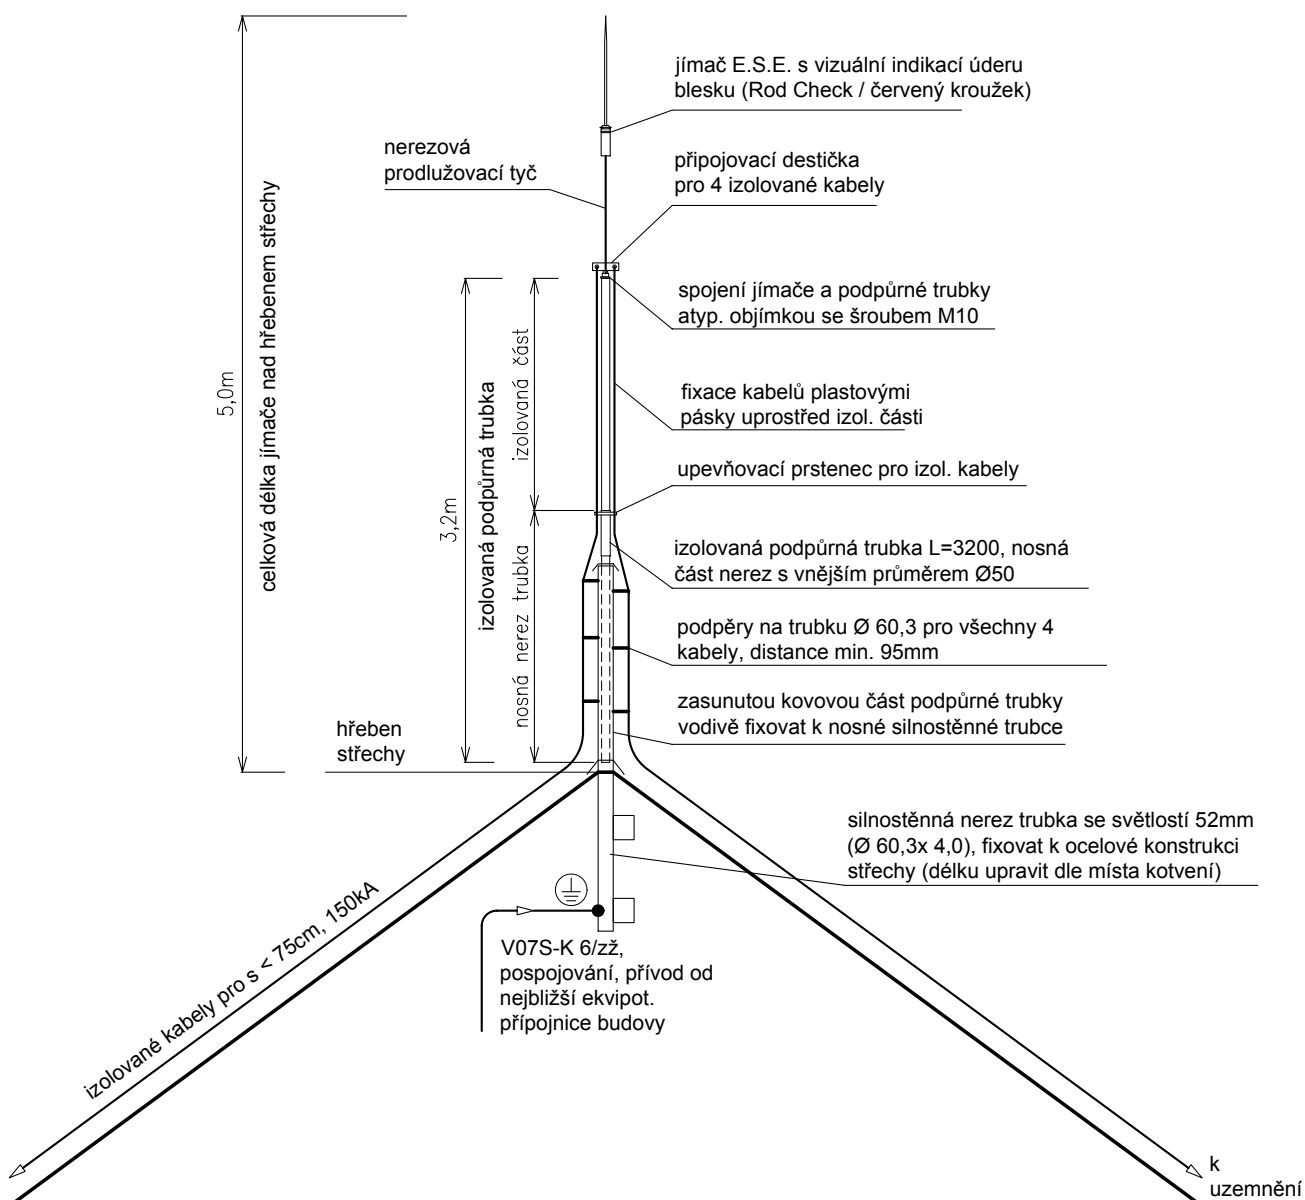 jímač E.S.E. s vizuální indikací úderu
blesku (Rod Check / červený kroužek)
nerezová
prodlužovací tyč
připojovací destička
pro 4 izolované kabely
spojení jímače a podpůrné trubky
atyp. objímkou se šroubem M10
fixace kabelů plastovými
pásky uprostřed izol. části
upevňovací prstenec pro izol. kabely
izolovaná podpůrná trubka L=3200, nosná
část nerez s vnějším průměrem Ø50
podpěry na trubku Ø 60,3 pro všechny 4
kabely, distance min. 95mm
zasunutou kovovou část podpůrné trubky
vodivě fixovat k nosné silnostěnné trubce
5,0m
celková délka jímače nad hřebenem střechy
3,2m
izolovaná podpůrná trubka
izolovaná část
nosná nerez trubka
hřeben
střechy
silnostěnná nerez trubka se světlostí 52mm
(Ø 60,3x 4,0), fixovat k ocelové konstrukci
střechy (délku upravit dle místa kotvení)
V07S-K 6/zž,
pospojování, přívod od
nejbližší ekvipot.
přípojnice budovy
izolované kabely pro s < 75cm, 150kA
k
uzemnění